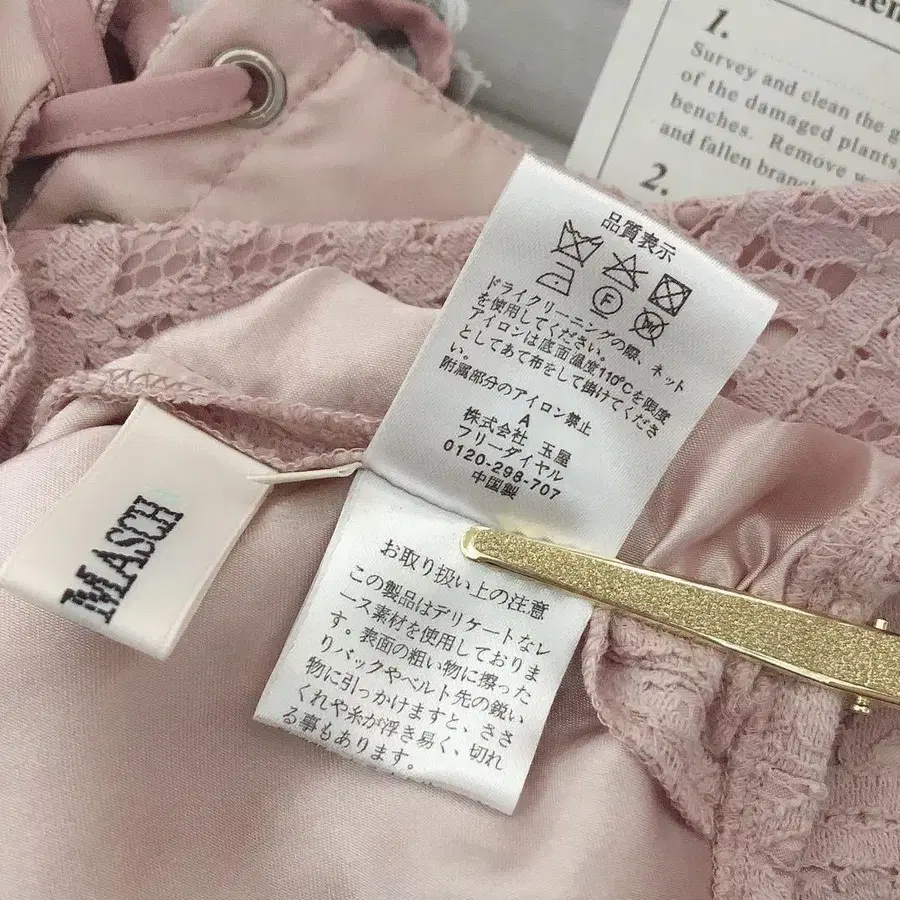 1.
Survey and clean the
of the damaged plants
benches. Remove
and fallen
2.
品質表示
F
ドライクリーニングの際、ネット
を使用してください。
アイロンは底面温度110℃を限度
としてあて布をして掛けてくださ
い。
附属部分のアイロン禁止
A
株式会社 玉屋
フリーダイヤル
0120-298-707
中国製
MASCH
お取り扱い上の注意
この製品はデリケートなレ
ース素材を使用しておりま
す。表面の粗い物に擦った
りバックやベルト先の鋭い
物に引っかけますと、ささ
くれや糸が浮き易く、切れ
る事もあります。